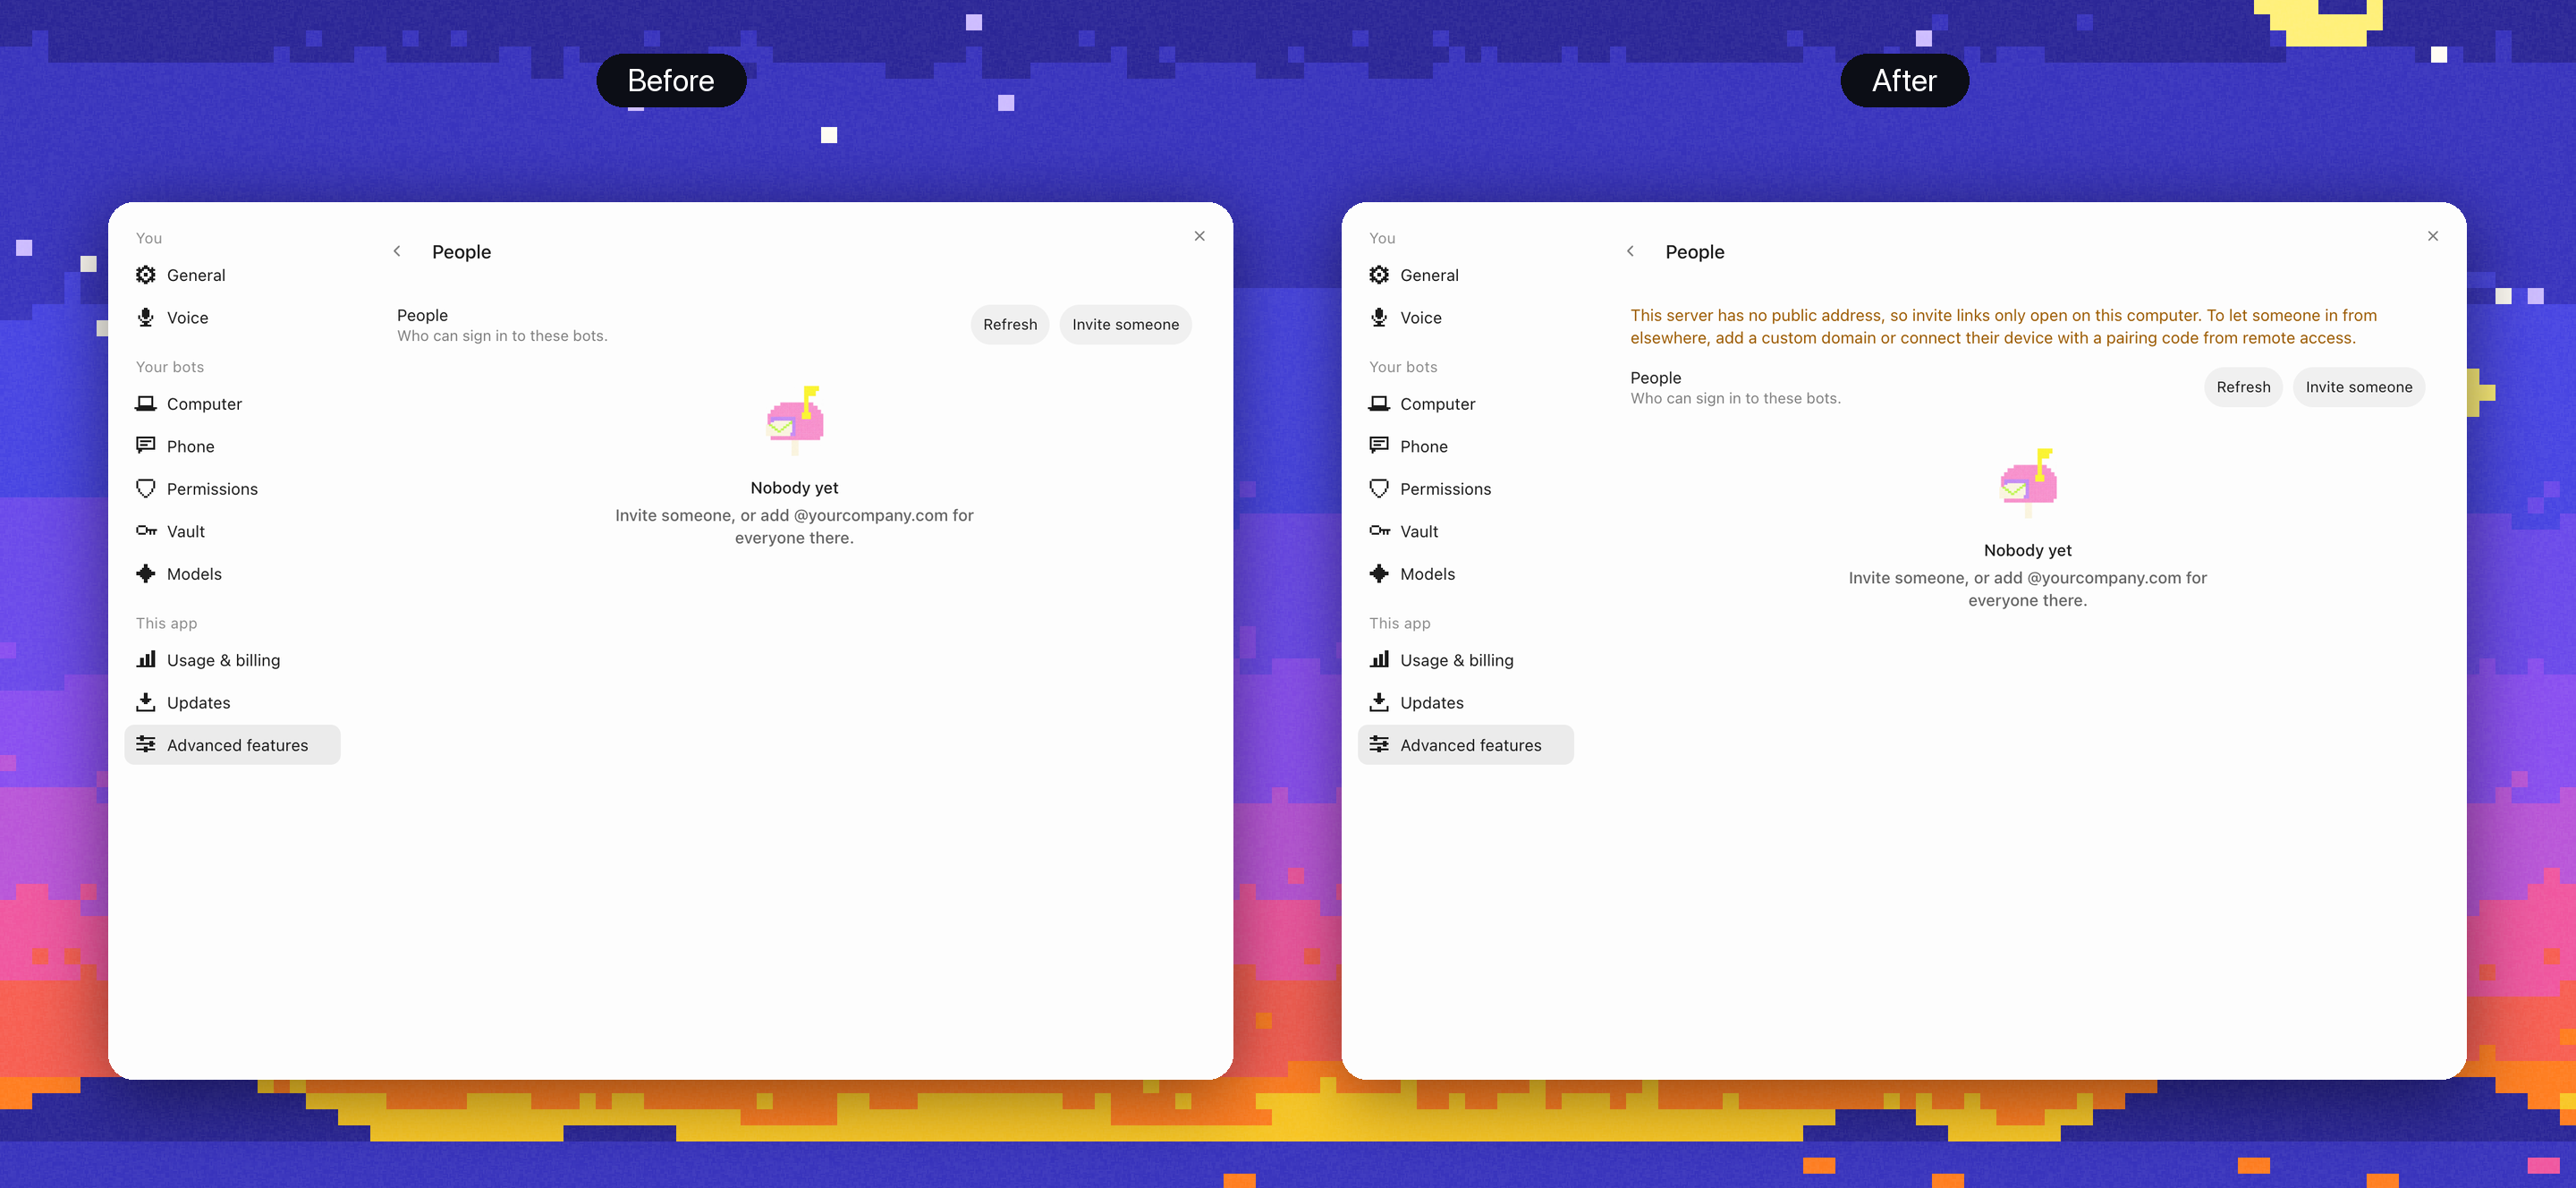 Before
You
General
Voice
Your bots
Computer
Phone
Permissions
Vault
Models
This app
Usage & billing
Updates
Advanced features
People
People
Who can sign in to these bots.
Refresh
Invite someone
Nobody yet
Invite someone, or add @yourcompany.com for
everyone there.
After
You
General
Voice
Your bots
Computer
Phone
Permissions
Vault
Models
This app
Usage & billing
Updates
Advanced features
People
This server has no public address, so invite links only open on this computer. To let someone in from
elsewhere, add a custom domain or connect their device with a pairing code from remote access.
People
Who can sign in to these bots.
Refresh
Invite someone
Nobody yet
Invite someone, or add @yourcompany.com for
everyone there.